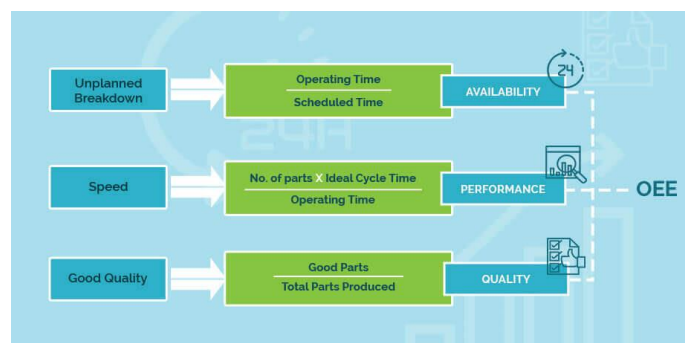 Unplanned
Breakdown
Operating Time
Scheduled Time
24
AVAILABILITY
24H
Speed
No. of parts X Ideal Cycle Time
Operating Time
PERFORMANCE
OEE
Good Quality
Good Parts
Total Parts Produced
QUALITY